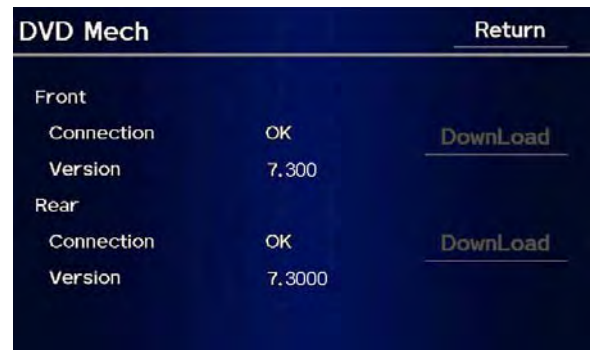 DVD Mech Return
Front
Connection OK DownLoad
Version 7.300
Rear
Connection OK DownLoad
Version 7.3000